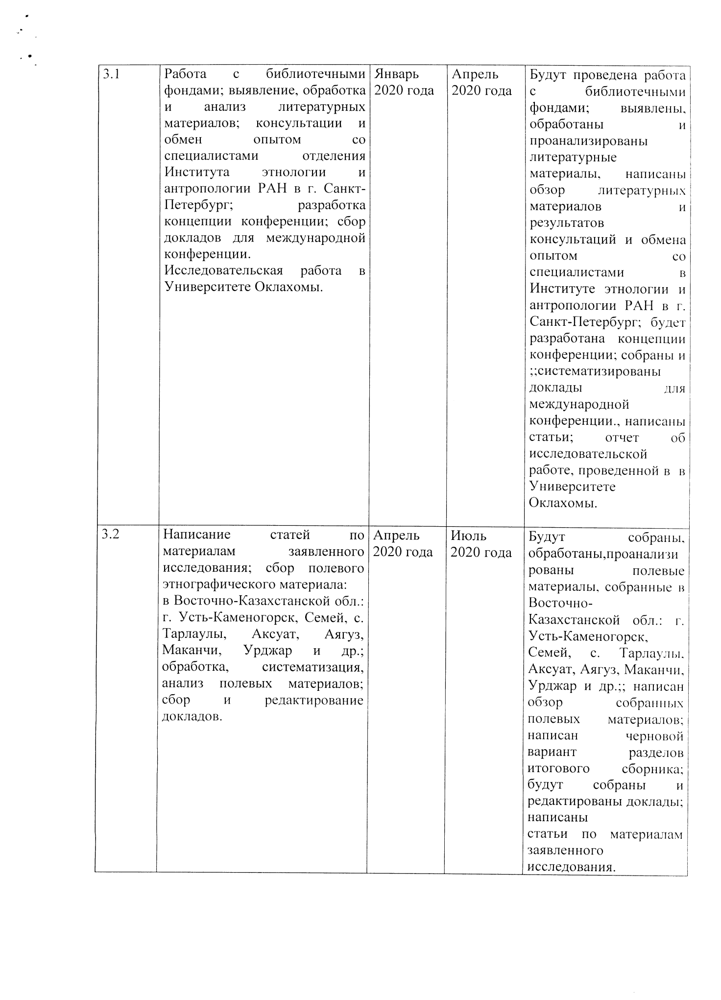 3.1
Работа с библиотечными
фондами; выявление, обработка
и анализ литературных
материалов; консультации и
обмен опытом со
специалистами отделения
Института этнологии и
антропологии РАН в г. Санкт-
Петербург; разработка
концепции конференции; сбор
докладов для международной
конференции.
Исследовательская работа в
Университете Оклахомы.
Январь
2020 года
Апрель
2020 года
Будут проведена работа
с библиотечными
фондами; выявлены,
обработаны и
проанализированы
литературные
материалы, написаны
обзор литературных
материалов и
результатов
консультаций и обмена
опытом со
специалистами в
Институте этнологии и
антропологии РАН в г.
Санкт-Петербург; будет
разработана концепции
конференции; собраны и
;;систематизированы
доклады для
международной
конференции., написаны
статьи; отчет об
исследовательской
работе, проведенной в в
Университете
Оклахомы.
3.2
Написание статей по
материалам заявленного
исследования; сбор полевого
этнографического материала:
в Восточно-Казахстанской обл.:
г. Усть-Каменогорск, Семей, с.
Тарлаулы, Аксуат, Аягуз,
Маканчи, Урджар и др.;
обработка, систематизация,
анализ полевых материалов;
сбор и редактирование
докладов.
Апрель
2020 года
Июль
2020 года
Будут собраны,
обработаны,проанализи
рованы полевые
материалы, собранные в
Восточно-
Казахстанской обл.: г.
Усть-Каменогорск,
Семей, с. Тарлаулы,
Аксуат, Аягуз, Маканчи,
Урджар и др.;; написан
обзор собранных
полевых материалов;
написан черновой
вариант разделов
итогового сборника;
будут собраны и
редактированы доклады;
написаны
статьи по материалам
заявленного
исследования.